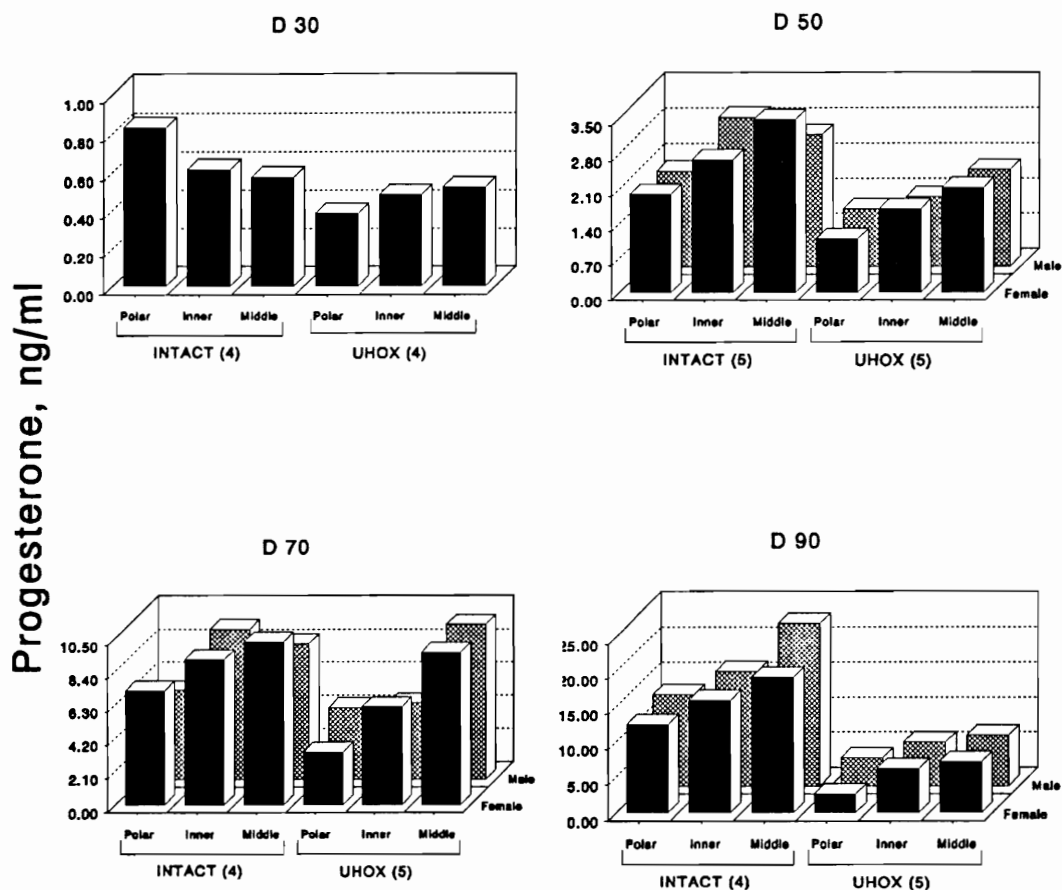 D 30
D 50
Progesterone, ng/ml
1.00
0.80
0.60
0.40
0.20
0.00
Polar Inner Middle Polar Inner Middle
INTACT (4) UHOX (4)
3.50
2.80
2.10
1.40
0.70
0.00
Male
Female
Polar Inner Middle Polar Inner Middle
INTACT (5) UHOX (5)
D 70
D 90
10.50
8.40
6.30
4.20
2.10
0.00
Male
Female
Polar Inner Middle Polar Inner Middle
INTACT (4) UHOX (5)
25.00
20.00
15.00
10.00
5.00
0.00
Male
Female
Polar Inner Middle Polar Inner Middle
INTACT (4) UHOX (5)